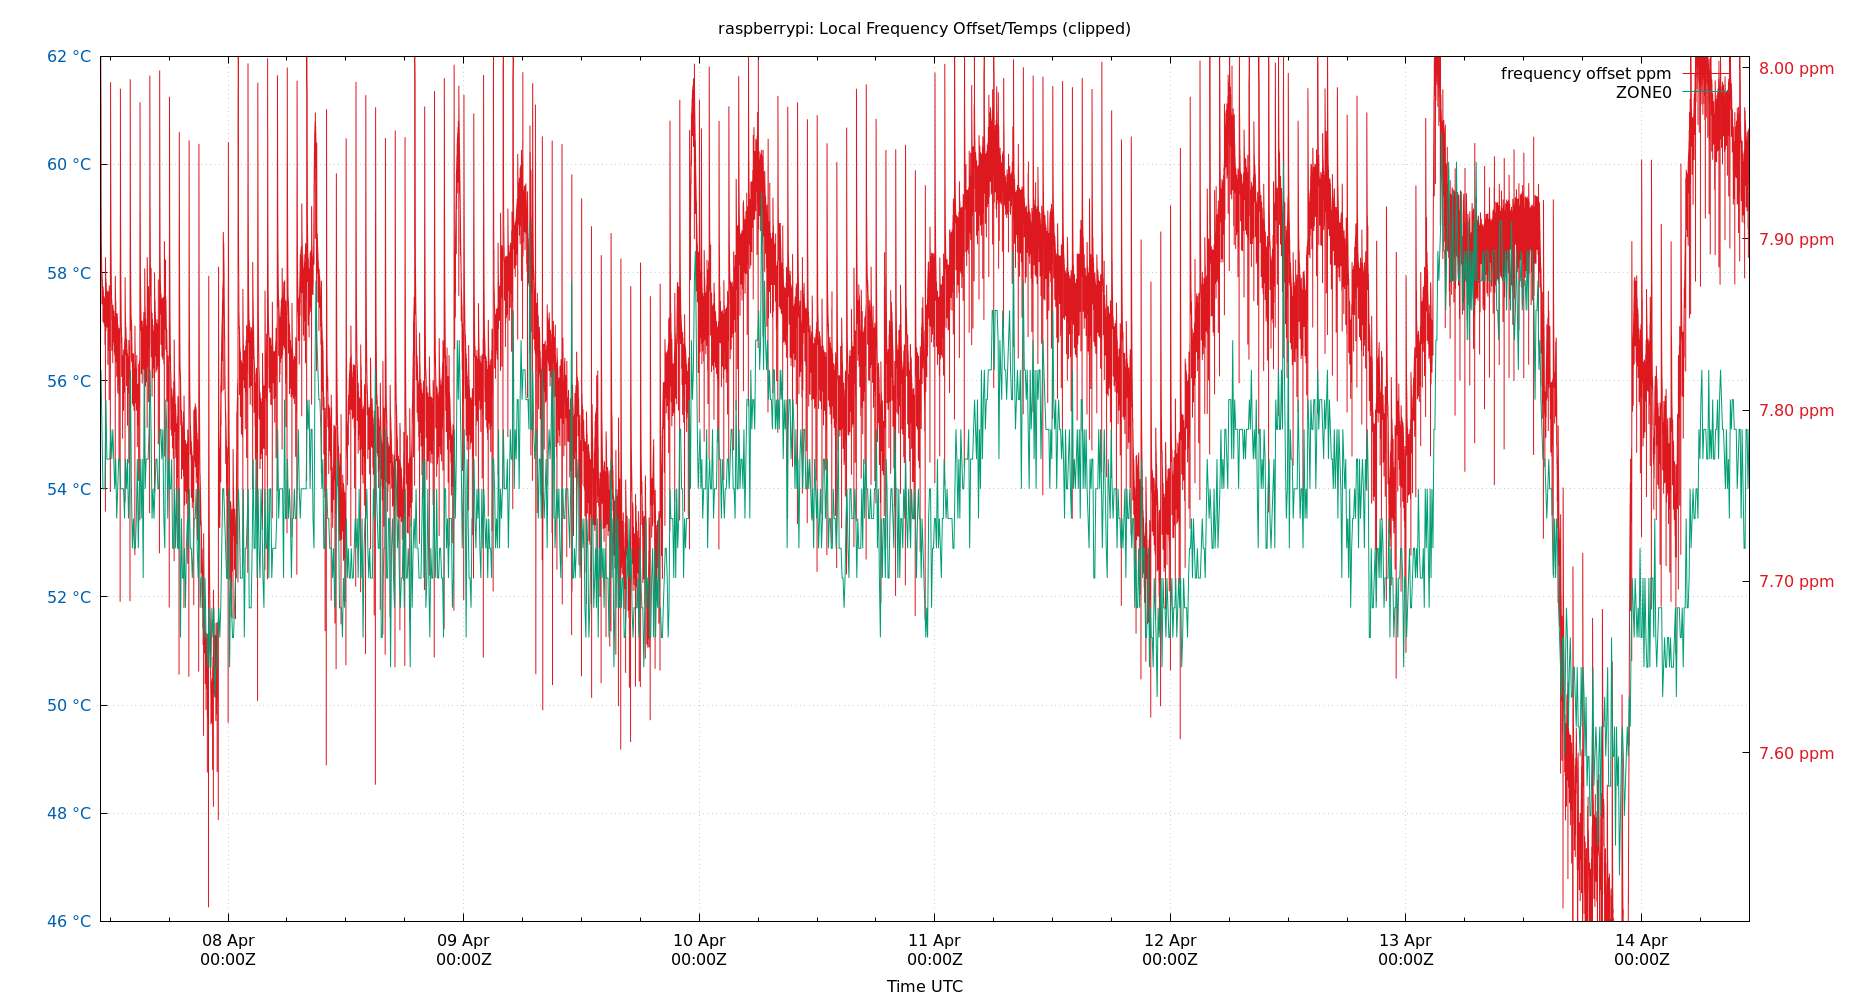 raspberrypi: Local Frequency Offset/Temps (clipped)
62 °C
60 °C
58 °C
56 °C
54 °C
52 °C
50 °C
48 °C
46 °C
frequency offset ppm
ZONE0
8.00 ppm
7.90 ppm
7.80 ppm
7.70 ppm
7.60 ppm
08 Apr 09 Apr 10 Apr 11 Apr 12 Apr 13 Apr 14 Apr
00:00Z 00:00Z 00:00Z 00:00Z 00:00Z 00:00Z 00:00Z
Time UTC